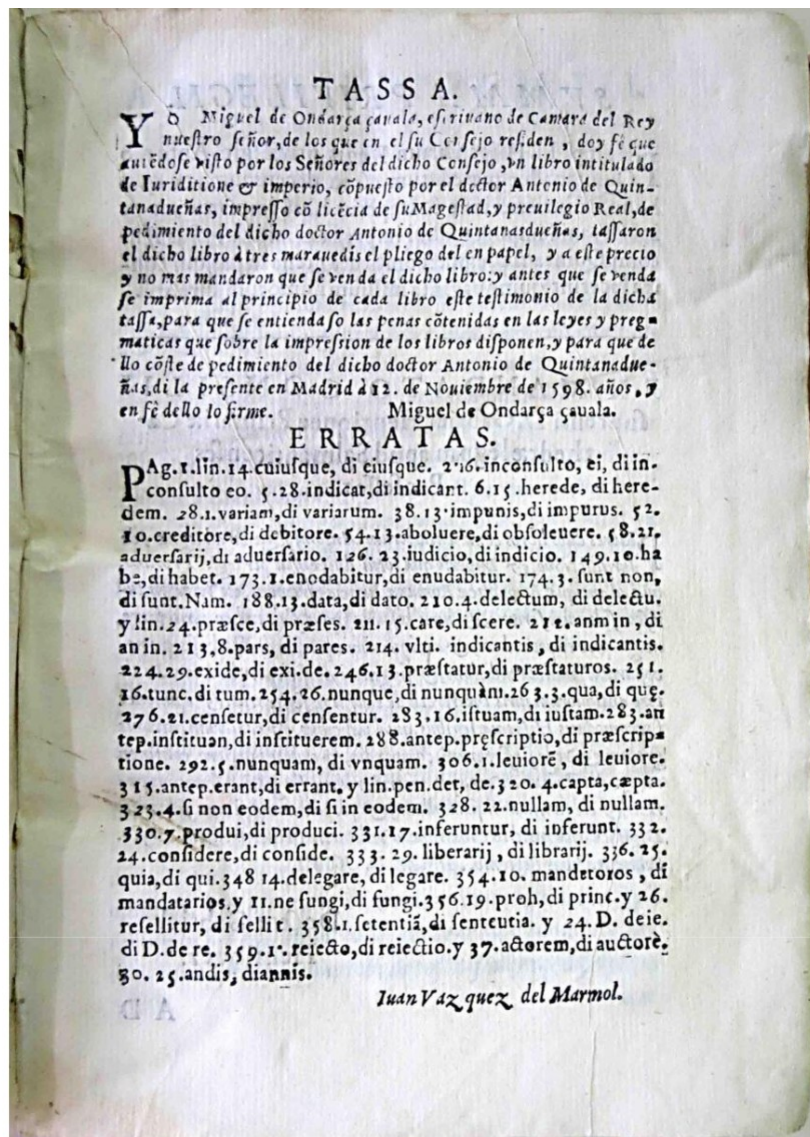 TASSA.
YO Miguel de Ondarça çavala, escriuano de Camara del Rey
nuestro señor, de los que en el su Consejo residen, doy fè que
auiẽdose visto por los Señores del dicho Consejo, vn libro intitulado
de Iuriditione & imperio, cõpuesto por el doctor Antonio de Quin-
tanadueñas, impresso cõ licẽcia de su Magestad, y preuilegio Real, de
pedimiento del dicho doctor Antonio de Quintanasdueñas, tassaron
el dicho libro à tres marauedis el pliego del en papel, y a este precio
y no mas mandaron que se venda el dicho libro: y antes que se venda
se imprima al principio de cada libro este testimonio de la dicha
tassa, para que se entienda so las penas cõtenidas en las leyes y preg-
maticas que sobre la impression de los libros disponen, y para que de
llo cõste de pedimiento del dicho doctor Antonio de Quintanadue-
ñas, di la presente en Madrid à 12. de Nouiembre de 1598. años, y
en fè dello lo firme. Miguel de Ondarça çauala.
ERRATAS.
PAg. 1. lin. 14. cuiusque, di eiusque. 2 16. inconsulto, ei, di in-
consulto eo. 5. 28. indicat, di indicant. 6. 15. herede, di here-
dem. 28. 1. variam, di variarum. 38. 13. impunis, di impurus. 52.
10. creditore, di debitore. 54. 13. aboluere, di obsoleuere. 58. 21.
aduersarij, di aduersario. 126. 23. iudicio, di indicio. 149. 10. ha
be, di habet. 173. 1. enodabitur, di enudabitur. 174. 3. sunt non,
di sunt. Nam. 188. 13. data, di dato. 210. 4. delectum, di delectu.
y lin. 24. præsce, di præses. 211. 15. care, di scere. 212. anm in, di
an in. 213. 8. pars, di pares. 214. vlti. indicantis, di indicantis.
224. 29. exide, di exi. de. 246. 13. præstatur, di præstaturos. 251.
16. tunc. di tum. 254. 26. nunque, di nunquàm. 263. 3. qua, di quę.
276. 21. censetur, di censentur. 283. 16. istuam, di iustam. 283. an
tep. instituan, di instituerem. 288. antep. pręscriptio, di præscrip-
tione. 292. 5. nunquam, di vnquam. 306. 1. leuiorẽ, di leuiore.
315. antep. erant, di errant. y lin. pen. det, de. 320. 4. capta, cæpta.
323. 4. si non eodem, di si in eodem. 328. 22. nullam, di nullam.
330. 7. produi, di produci. 331. 17. inferuntur, di inferunt. 332.
24. considere, di confide. 333. 29. liberarij, di librarij. 336. 25.
quia, di qui. 348 14. delegare, di legare. 354. 10. mandetoros, di
mandatarios. y 11. ne fungi, di fungi. 356. 19. proh, di princ. y 26.
resellitur, di sellit. 358. 1. setentiã, di senteutia. y 24. D. deie.
di D. de re. 359. reiecto, di reiectio. y 37. actorem, di auctorẽ.
30. 25. andis, di annis.
Iuan Vazquez del Marmol.